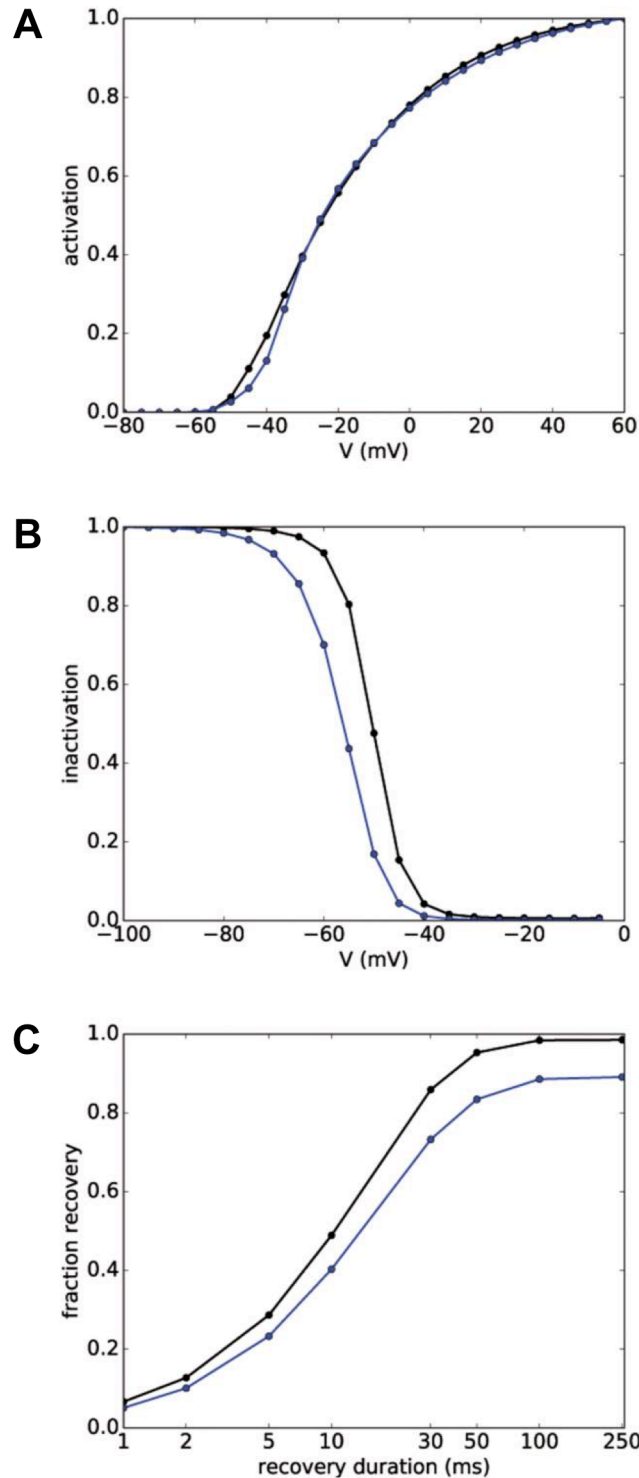 A
1.0
0.8
0.6
0.4
0.2
0.0
activation
−80 −60 −40 −20 0 20 40 60
V (mV)
B
1.0
0.8
0.6
0.4
0.2
0.0
inactivation
−100 −80 −60 −40 −20 0
V (mV)
C
1.0
0.8
0.6
0.4
0.2
0.0
fraction recovery
1 2 5 10 30 50 100 250
recovery duration (ms)